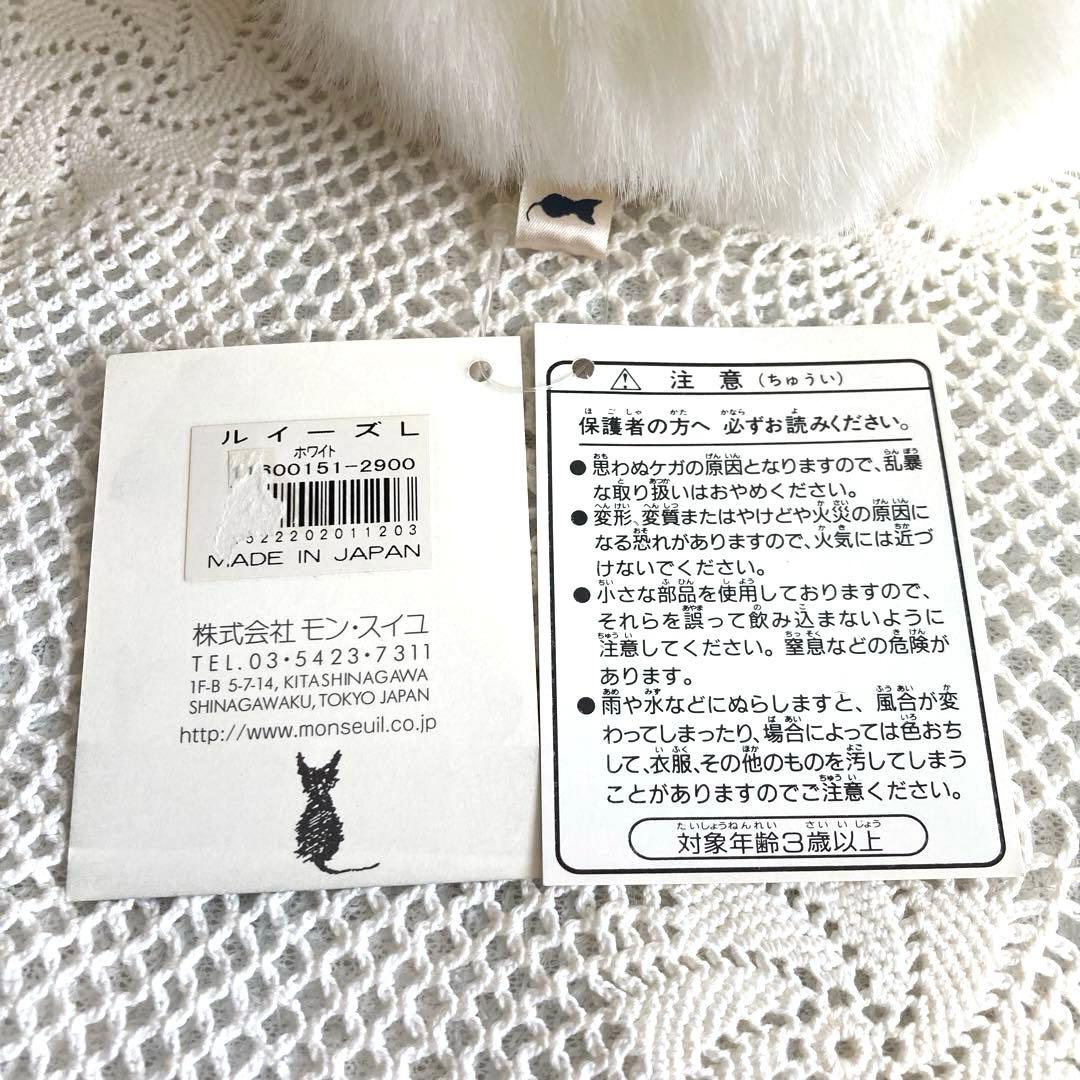 ルイーズL
ホワイト
11600151-2900
522202011203
MADE IN JAPAN
株式会社 モン・スイユ
TEL.03・5423・7311
1F-B 5-7-14, KITASHINAGAWA
SHINAGAWAKU, TOKYO JAPAN
http://www.monseuil.co.jp
注意(ちゅうい)
保護者の方へ 必ずお読みください。
●思わぬケガの原因となりますので、乱暴
な取り扱いはおやめください。
●変形、変質またはやけどや火災の原因に
なる恐れがありますので、火気には近づ
けないでください。
●小さな部品を使用しておりますので、
それらを誤って飲み込まないように
注意してください。窒息などの危険が
あります。
●雨や水などにぬらしますと、風合が変
わってしまったり、場合によっては色おち
して、衣服、その他のものを汚してしまう
ことがありますのでご注意ください。
対象年齢3歳以上